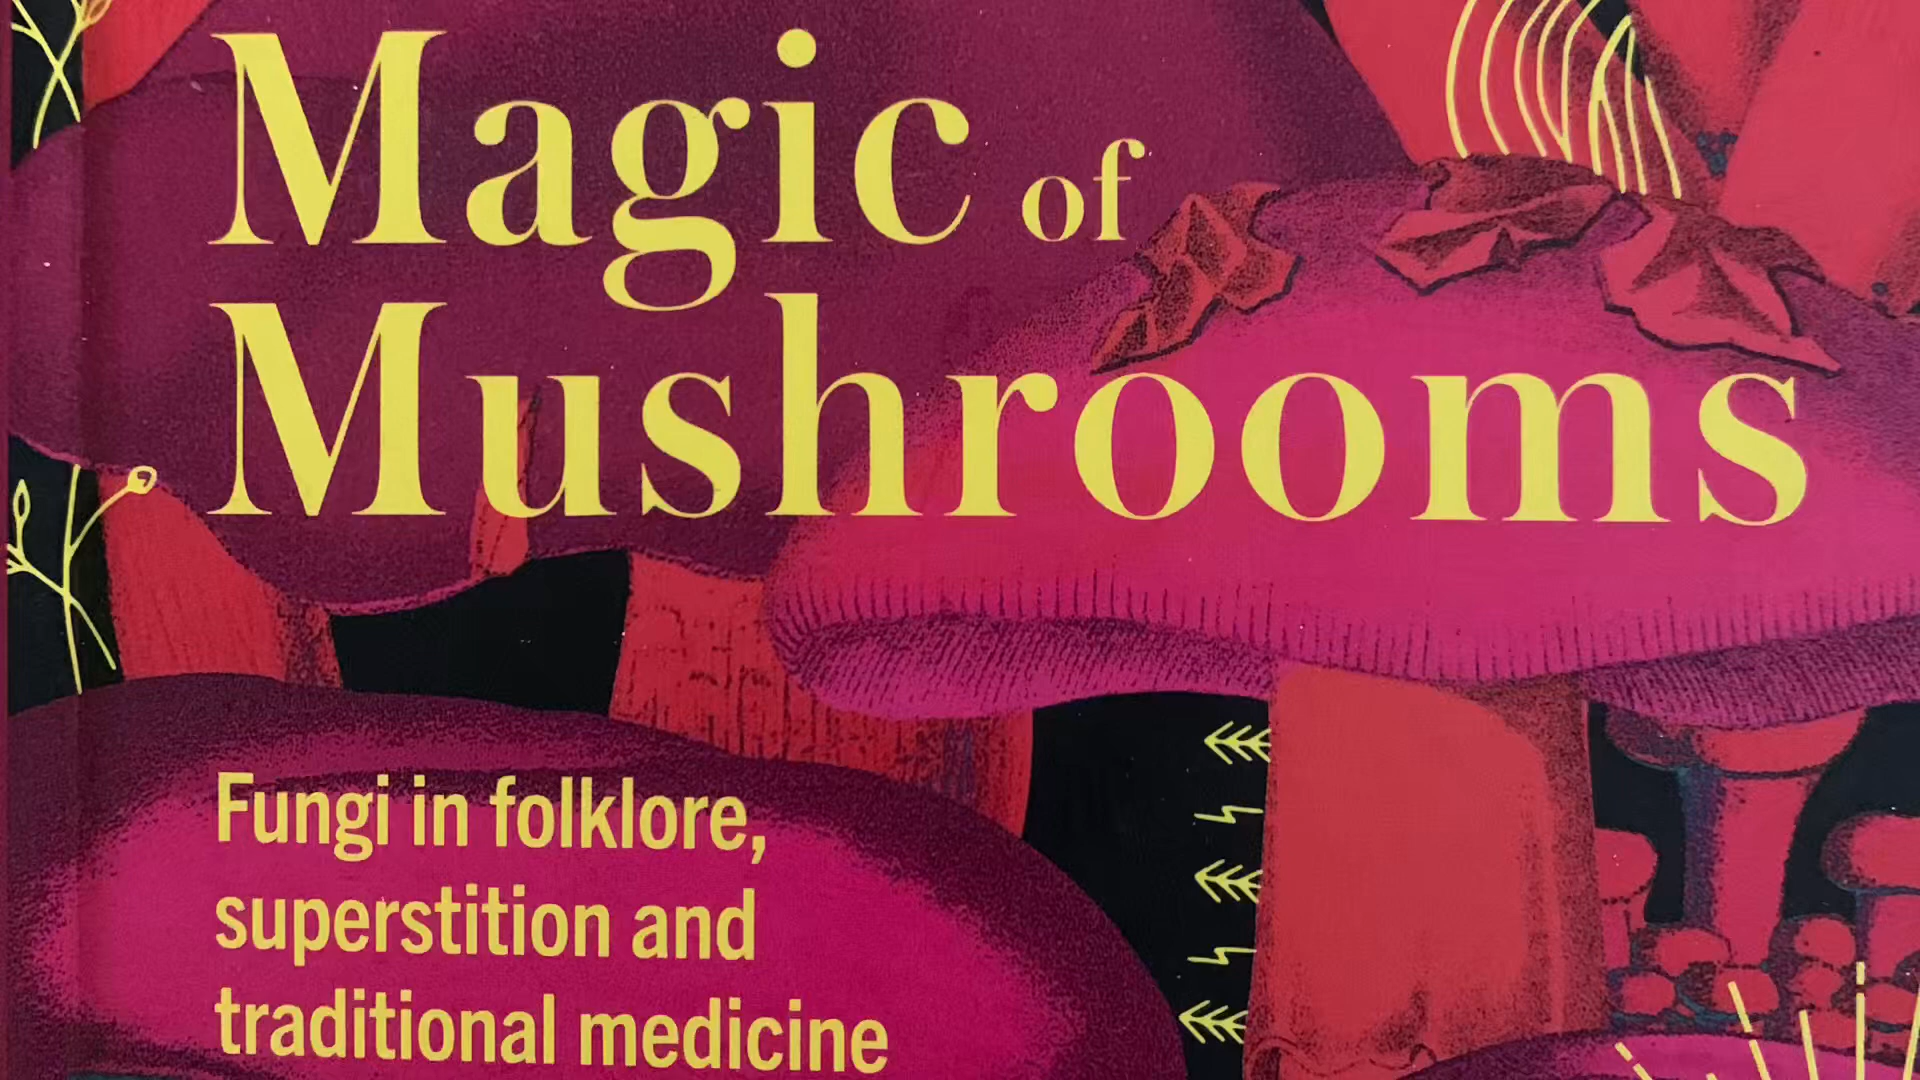 Magic of
Mushrooms
Fungi in folklore,
superstition and
traditional medicine